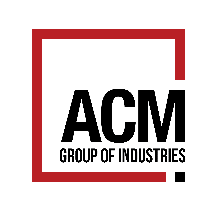 ACM
GROUP OF INDUSTRIES